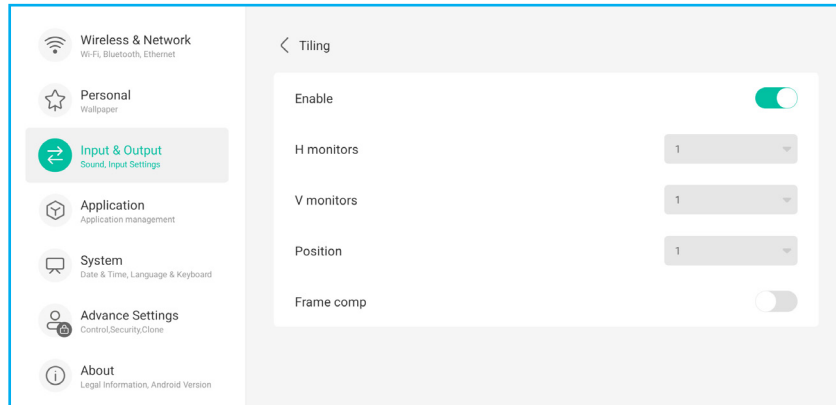 Wireless & Network
Wi-Fi, Bluetooth, Ethernet
Personal
Wallpaper
Input & Output
Sound, Input Settings
Application
Application management
System
Date & Time, Language & Keyboard
Advance Settings
Control,Security,Clone
About
Legal Information, Android Version
Tiling
Enable
H monitors 1
V monitors 1
Position 1
Frame comp